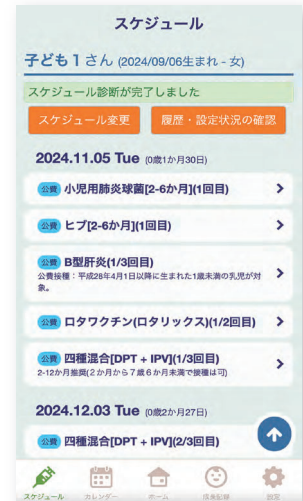 スケジュール
子ども１さん (2024/09/06生まれ - 女)
スケジュール診断が完了しました
スケジュール変更
履歴・設定状況の確認
2024.11.05 Tue (0歳1か月30日)
公費 小児用肺炎球菌[2-6か月](1回目)
公費 ヒブ[2-6か月](1回目)
公費 B型肝炎(1/3回目)
公費接種：平成28年4月1日以降に生まれた1歳未満の乳児が対
象。
公費 ロタワクチン(ロタリックス)(1/2回目)
公費 四種混合[DPT + IPV](1/3回目)
2-12か月推奨(２か月から７歳６か月未満で接種は可)
2024.12.03 Tue (0歳2か月27日)
公費 四種混合[DPT + IPV](2/3回目)
スケジュール カレンダー ホーム 成長記録 設定